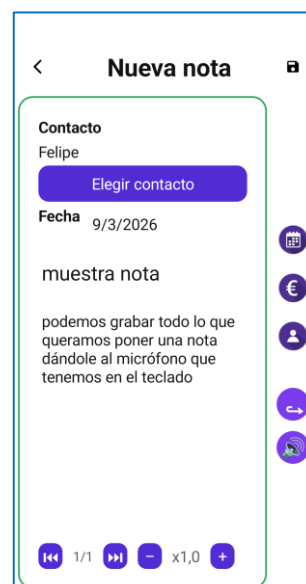 Nueva nota
Contacto
Felipe
Elegir contacto
Fecha 9/3/2026
muestra nota
podemos grabar todo lo que
queramos poner una nota
dándole al micrófono que
tenemos en el teclado
1/1 − x1,0 +
€